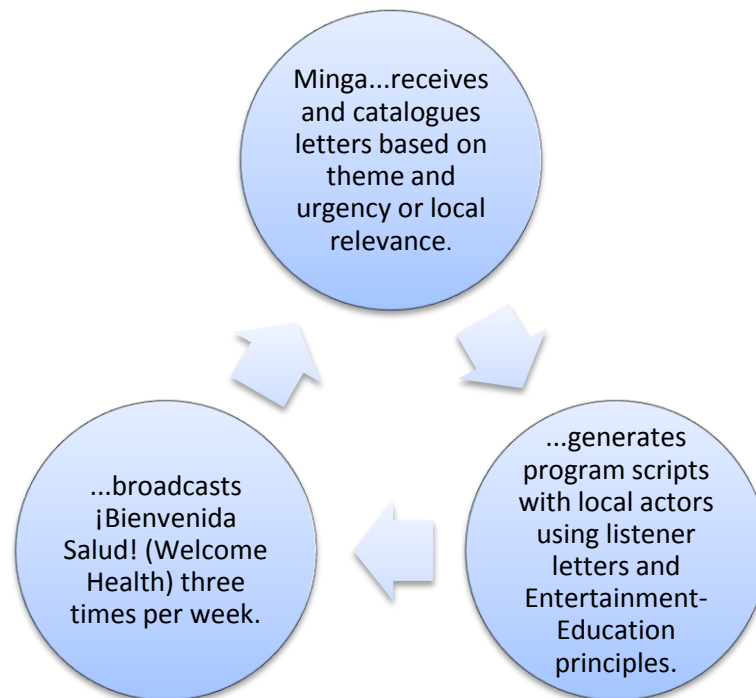 Minga...receives
and catalogues
letters based on
theme and
urgency or local
relevance.
...generates
program scripts
with local actors
using listener
letters and
Entertainment-
Education
principles.
...broadcasts
¡Bienvenida
Salud! (Welcome
Health) three
times per week.